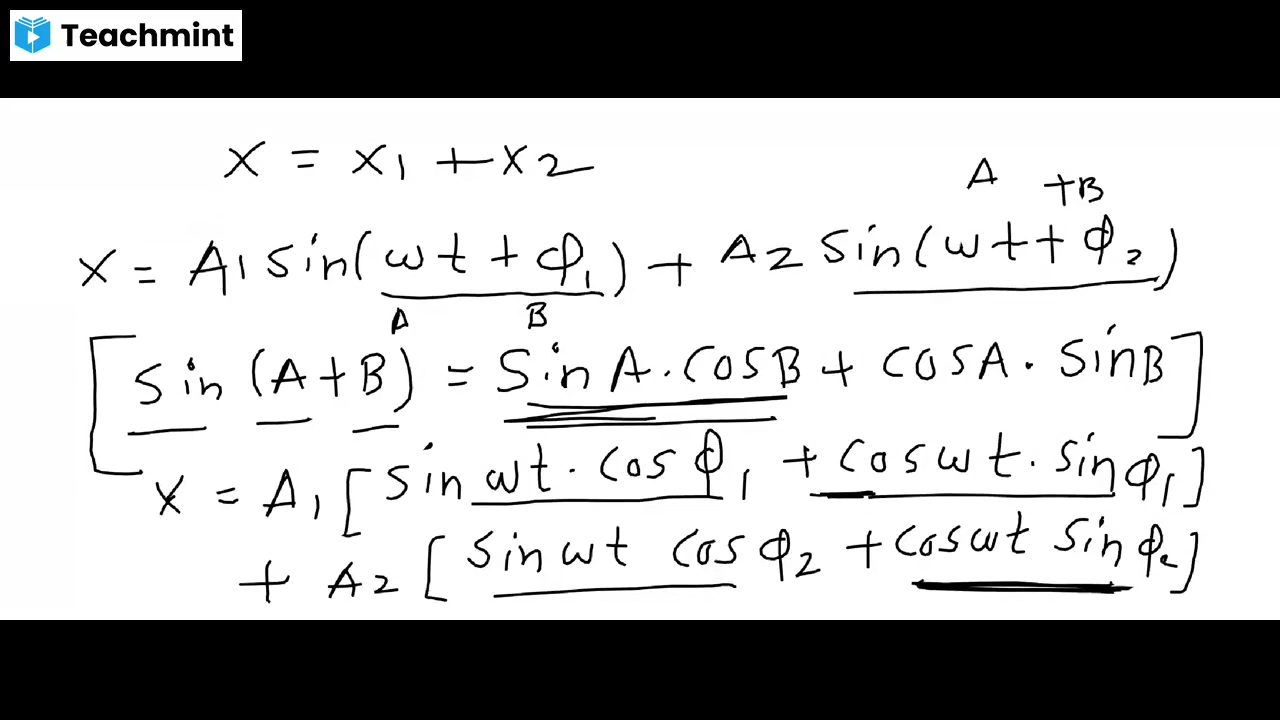 Teachmint
x = x1 + x2
A +B
x = A1 sin(ωt + φ1) + A2 sin(ωt + φ2)
A B
[sin (A+B) = sin A . cos B + cos A . sin B]
x = A1 [sin ωt . cos φ1 + cos ωt . sin φ1]
+ A2 [sin ωt cos φ2 + cos ωt sin φ2]